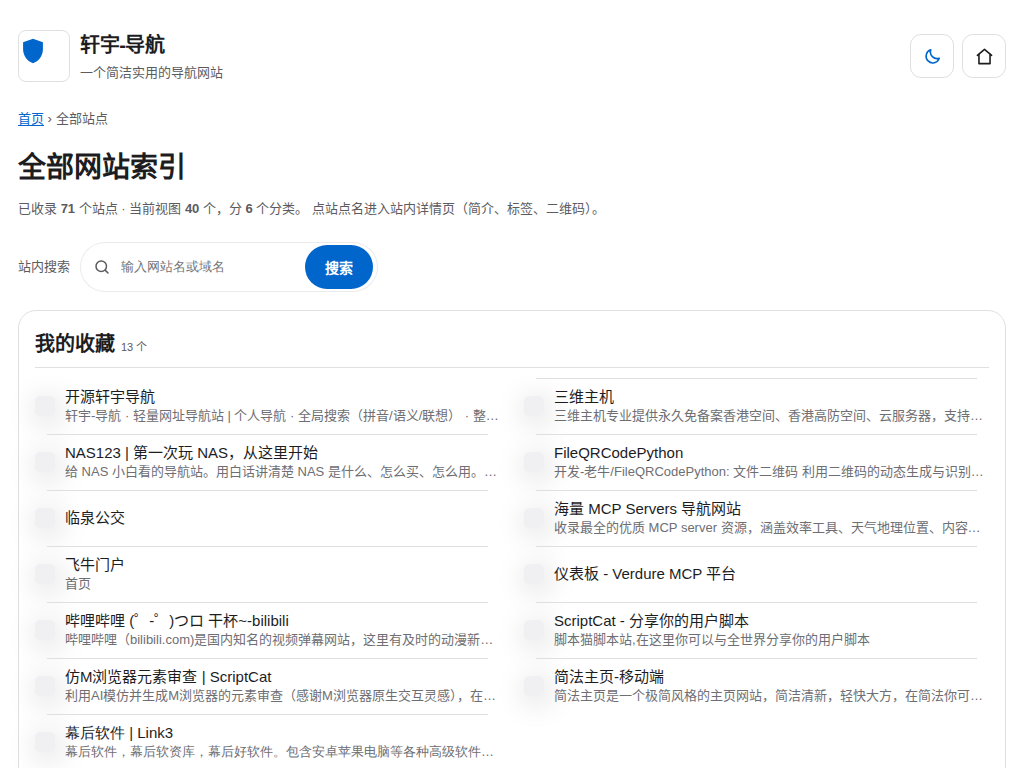 轩宇-导航
一个简洁实用的导航网站
首页 › 全部站点
全部网站索引
已收录 71 个站点 · 当前视图 40 个，分 6 个分类。 点站点名进入站内详情页（简介、标签、二维码）。
站内搜索
输入网站名或域名
搜索
我的收藏 13 个
开源轩宇导航
轩宇-导航 · 轻量网址导航站 | 个人导航 · 全局搜索（拼音/语义/联想） · 整…
三维主机
三维主机专业提供永久免备案香港空间、香港高防空间、云服务器，支持…
NAS123 | 第一次玩 NAS，从这里开始
给 NAS 小白看的导航站。用白话讲清楚 NAS 是什么、怎么买、怎么用。…
FileQRCodePython
开发-老牛/FileQRCodePython: 文件二维码 利用二维码的动态生成与识别…
临泉公交
海量 MCP Servers 导航网站
收录最全的优质 MCP server 资源，涵盖效率工具、天气地理位置、内容…
飞牛门户
首页
仪表板 - Verdure MCP 平台
哔哩哔哩 (゜-゜)つロ 干杯~-bilibili
哔哩哔哩（bilibili.com)是国内知名的视频弹幕网站，这里有及时的动漫新…
ScriptCat - 分享你的用户脚本
脚本猫脚本站,在这里你可以与全世界分享你的用户脚本
仿M浏览器元素审查 | ScriptCat
利用AI模仿并生成M浏览器的元素审查（感谢M浏览器原生交互灵感），在…
简法主页-移动端
简法主页是一个极简风格的主页网站，简洁清新，轻快大方，在简法你可…
幕后软件 | Link3
幕后软件，幕后软资库，幕后好软件。包含安卓苹果电脑等各种高级软件…